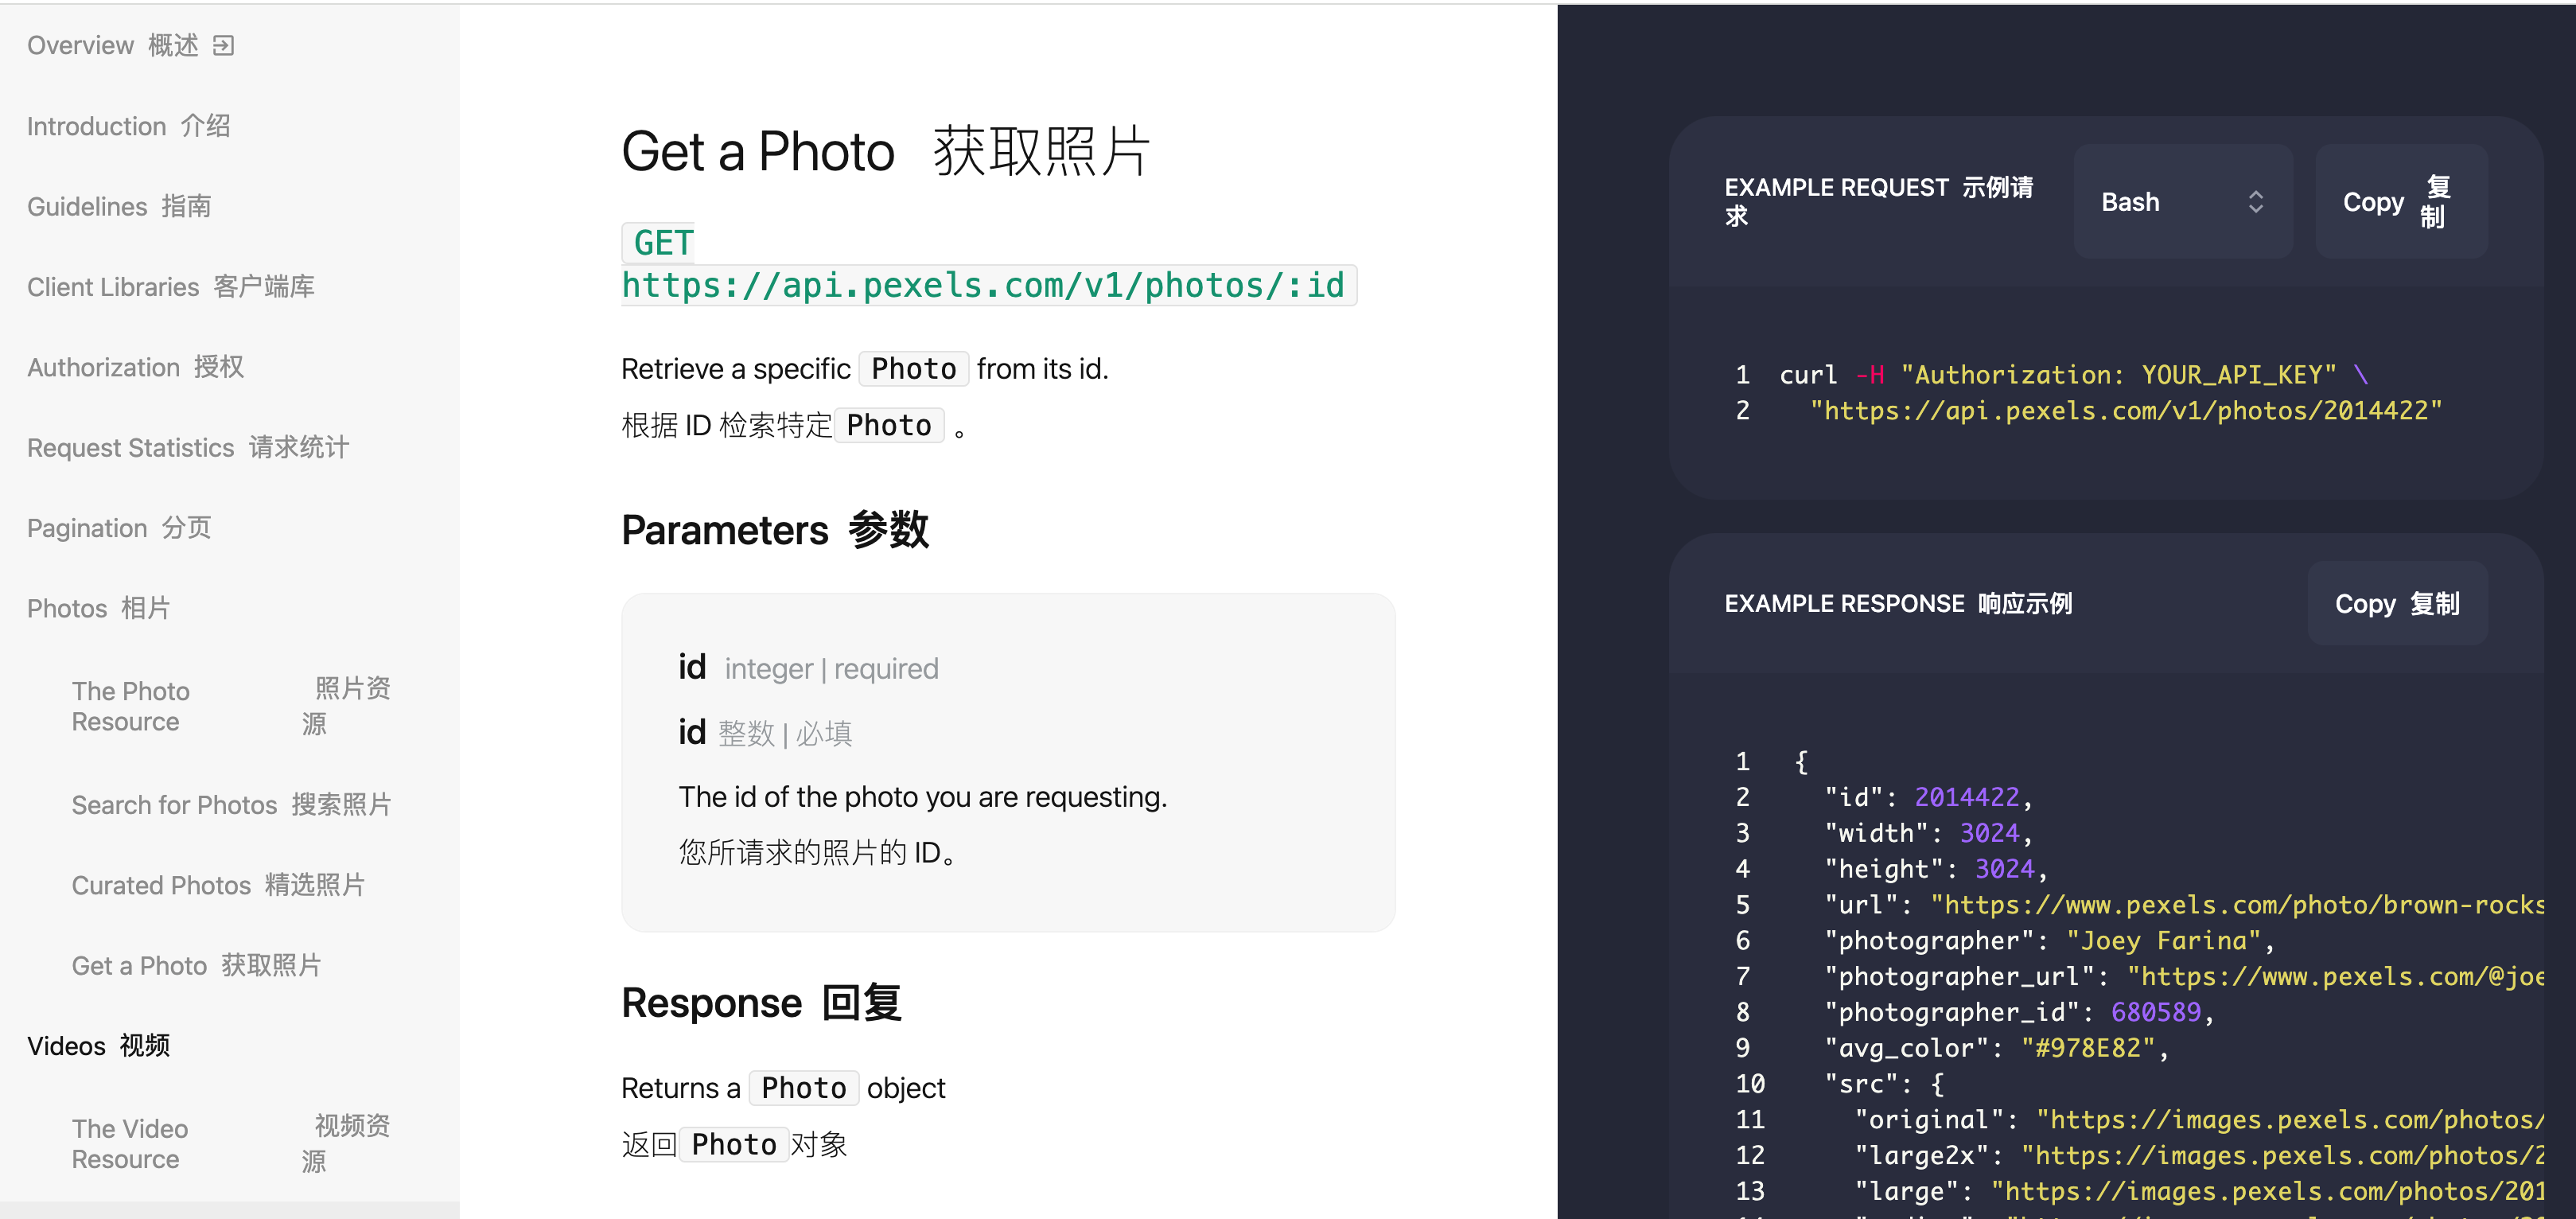 Overview 概述
Introduction 介绍
Guidelines 指南
Client Libraries 客户端库
Authorization 授权
Request Statistics 请求统计
Pagination 分页
Photos 相片
The Photo Resource 照片资源
Search for Photos 搜索照片
Curated Photos 精选照片
Get a Photo 获取照片
Videos 视频
The Video Resource 视频资源
Get a Photo 获取照片
GET
https://api.pexels.com/v1/photos/:id
Retrieve a specific Photo from its id.
根据 ID 检索特定 Photo 。
Parameters 参数
id integer | required
id 整数 | 必填
The id of the photo you are requesting.
您所请求的照片的 ID。
Response 回复
Returns a Photo object
返回 Photo 对象
EXAMPLE REQUEST 示例请求
Bash
Copy 复制
1 curl -H "Authorization: YOUR_API_KEY" \
2 "https://api.pexels.com/v1/photos/2014422"
EXAMPLE RESPONSE 响应示例
Copy 复制
1 {
2 "id": 2014422,
3 "width": 3024,
4 "height": 3024,
5 "url": "https://www.pexels.com/photo/brown-rocks
6 "photographer": "Joey Farina",
7 "photographer_url": "https://www.pexels.com/@joe
8 "photographer_id": 680589,
9 "avg_color": "#978E82",
10 "src": {
11 "original": "https://images.pexels.com/photos/
12 "large2x": "https://images.pexels.com/photos/2
13 "large": "https://images.pexels.com/photos/201